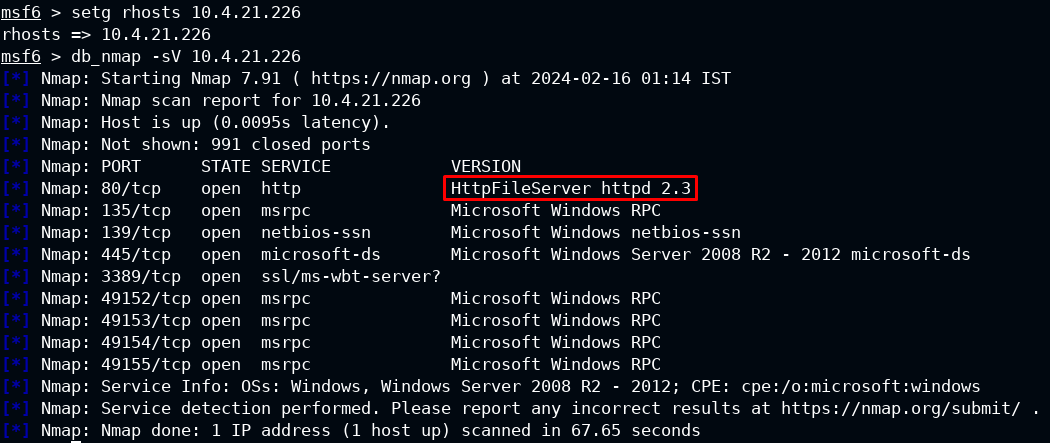 msf6 > setg rhosts 10.4.21.226
rhosts => 10.4.21.226
msf6 > db_nmap -sV 10.4.21.226
[*] Nmap: Starting Nmap 7.91 ( https://nmap.org ) at 2024-02-16 01:14 IST
[*] Nmap: Nmap scan report for 10.4.21.226
[*] Nmap: Host is up (0.0095s latency).
[*] Nmap: Not shown: 991 closed ports
[*] Nmap: PORT      STATE SERVICE            VERSION
[*] Nmap: 80/tcp    open  http               HttpFileServer httpd 2.3
[*] Nmap: 135/tcp   open  msrpc              Microsoft Windows RPC
[*] Nmap: 139/tcp   open  netbios-ssn        Microsoft Windows netbios-ssn
[*] Nmap: 445/tcp   open  microsoft-ds       Microsoft Windows Server 2008 R2 - 2012 microsoft-ds
[*] Nmap: 3389/tcp  open  ssl/ms-wbt-server?
[*] Nmap: 49152/tcp open  msrpc              Microsoft Windows RPC
[*] Nmap: 49153/tcp open  msrpc              Microsoft Windows RPC
[*] Nmap: 49154/tcp open  msrpc              Microsoft Windows RPC
[*] Nmap: 49155/tcp open  msrpc              Microsoft Windows RPC
[*] Nmap: Service Info: OSs: Windows, Windows Server 2008 R2 - 2012; CPE: cpe:/o:microsoft:windows
[*] Nmap: Service detection performed. Please report any incorrect results at https://nmap.org/submit/ .
[*] Nmap: Nmap done: 1 IP address (1 host up) scanned in 67.65 seconds